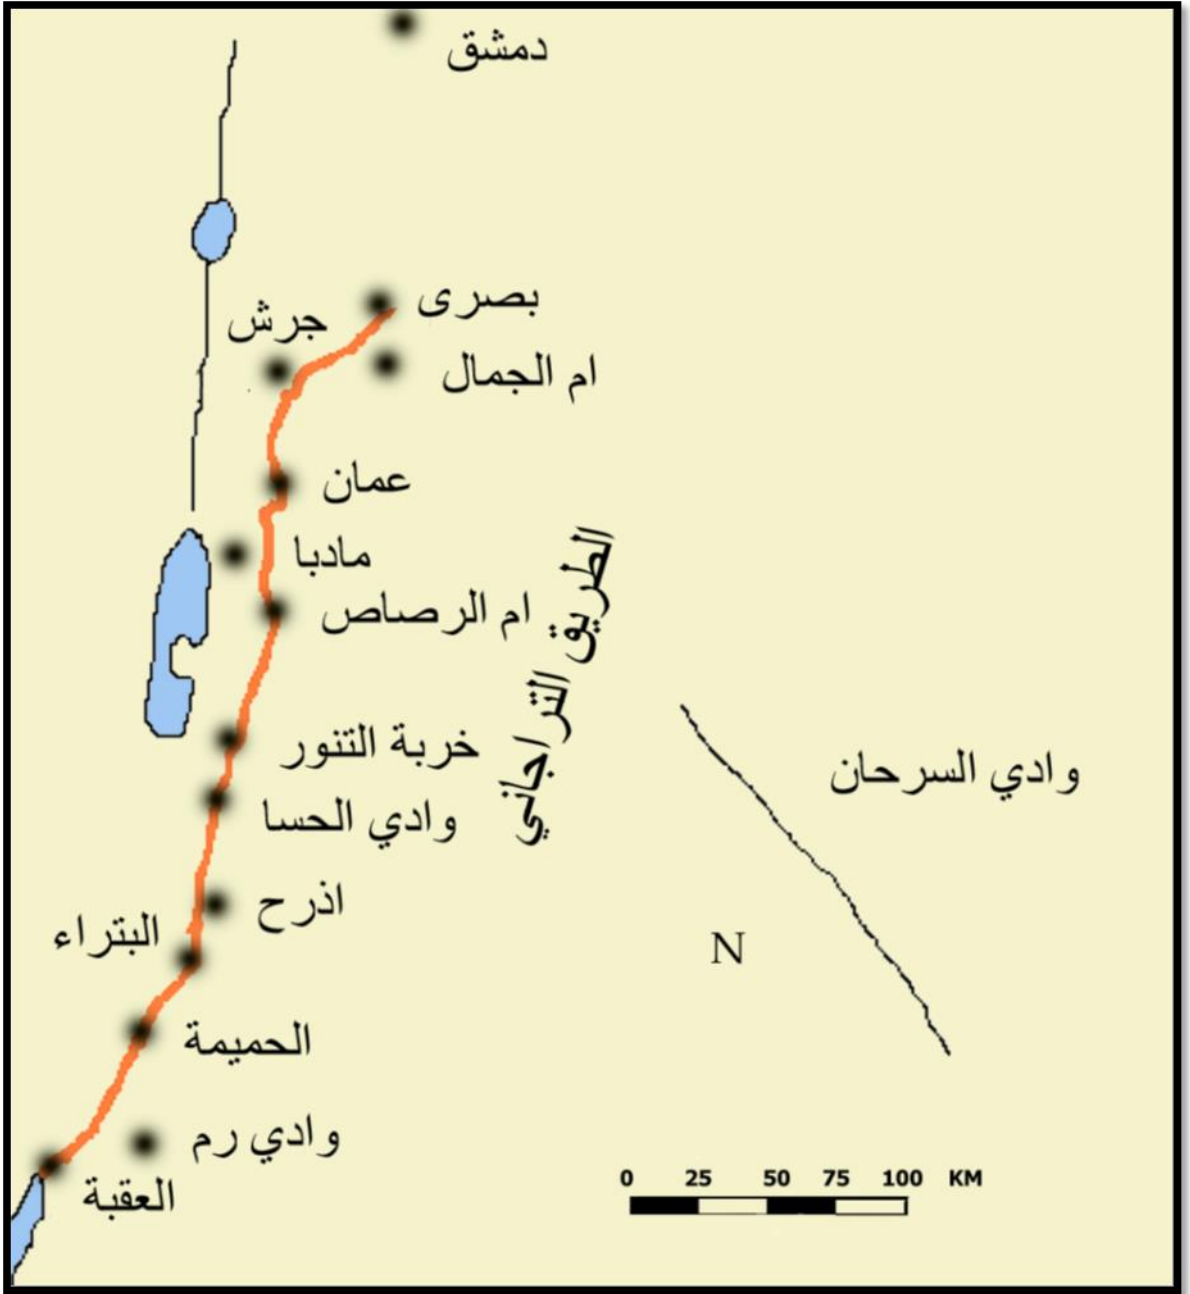 دمشق
بصرى
جرش
ام الجمال
عمان
مادبا
ام الرصاص
الطريق التراجاني
خربة التنور
وادي السرحان
وادي الحسا
اذرح
البتراء
N
الحميمة
وادي رم
0 25 50 75 100 KM
العقبة